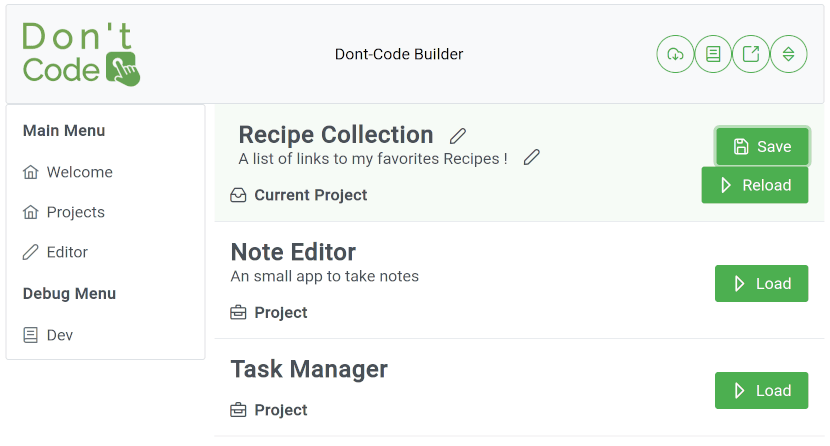 Don't
Code
Dont-Code Builder
Main Menu
Welcome
Projects
Editor
Debug Menu
Dev
Recipe Collection
A list of links to my favorites Recipes !
Current Project
Save
Reload
Note Editor
An small app to take notes
Project
Load
Task Manager
Project
Load